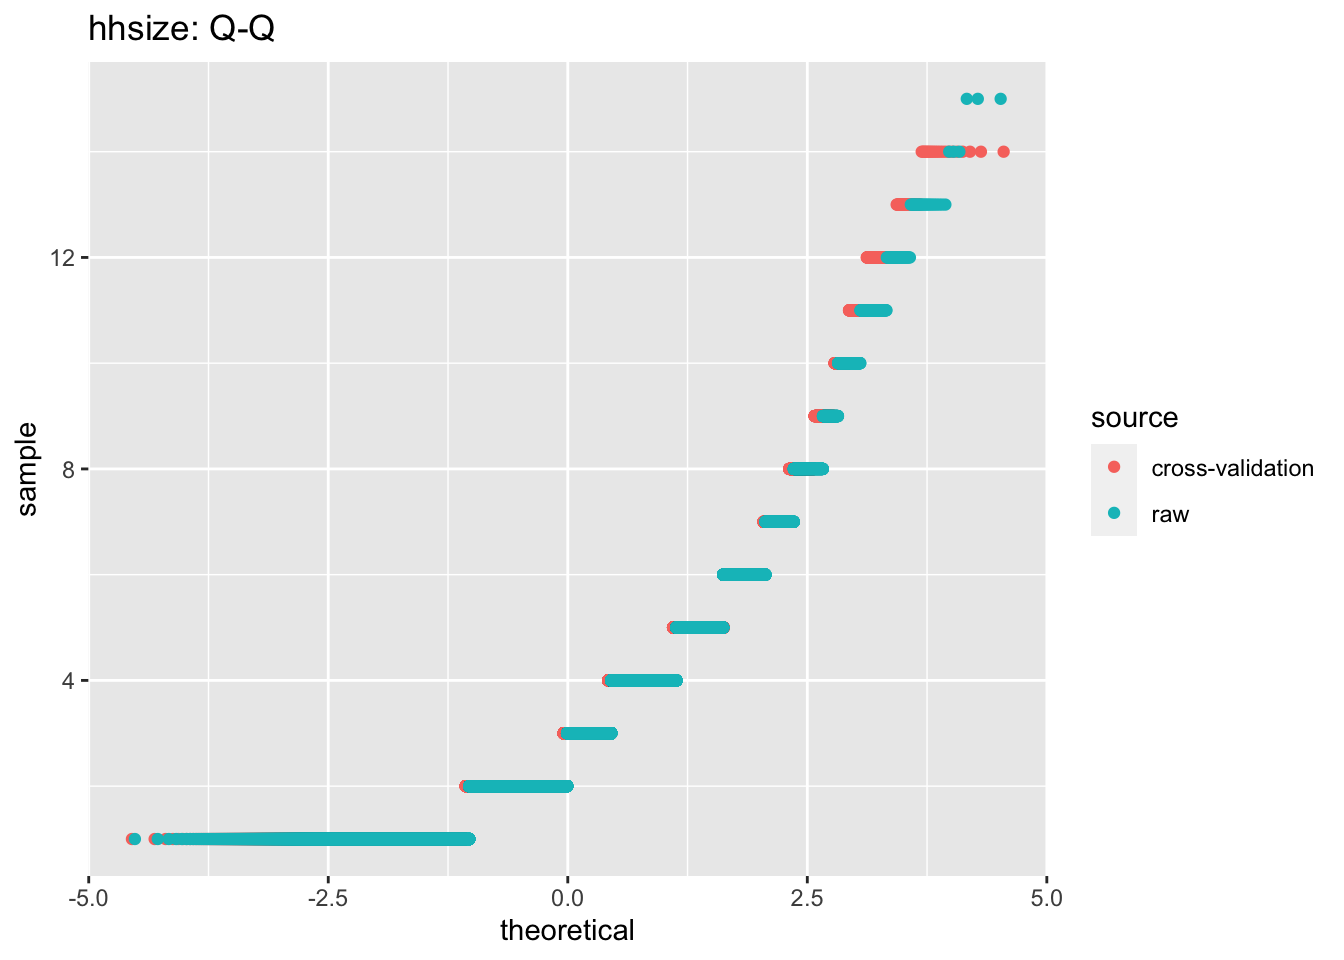 hhsize: Q-Q
12
8
4
sample
-5.0
-2.5
0.0
2.5
5.0
theoretical
source
cross-validation
raw